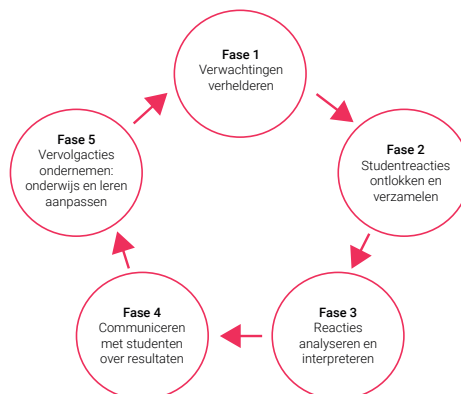 Fase 1
Verwachtingen
verhelderen
Fase 2
Studentreacties
ontlokken en
verzamelen
Fase 3
Reacties
analyseren en
interpreteren
Fase 4
Communiceren
met studenten
over resultaten
Fase 5
Vervolgacties
ondernemen:
onderwijs en leren
aanpassen